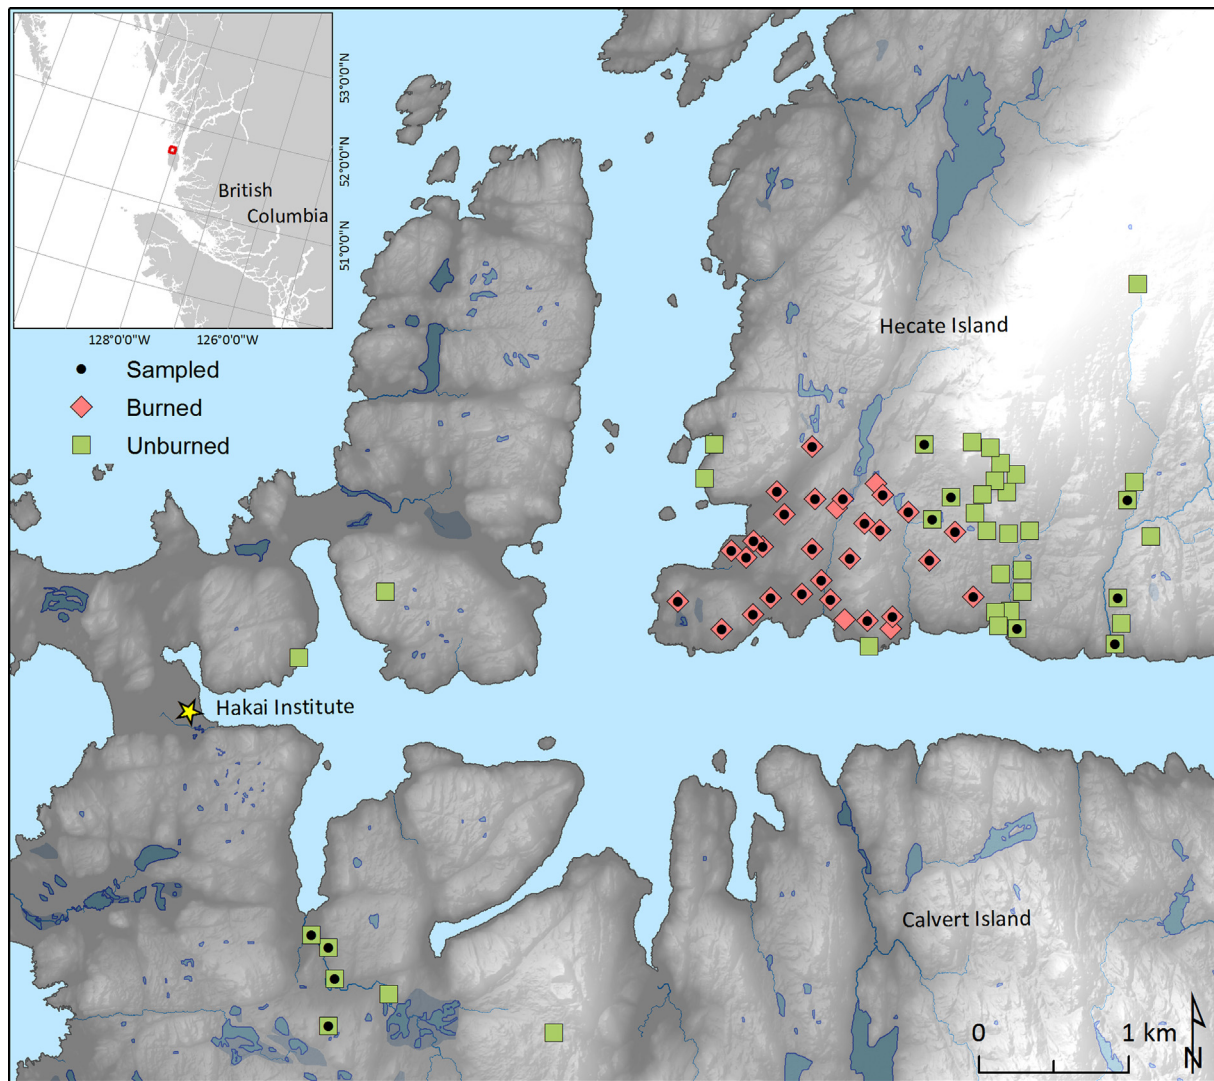 53°0'0"N
52°0'0"N
51°0'0"N
British
Columbia
128°0'0"W
126°0'0"W
Sampled
Burned
Unburned
Hecate Island
Hakai Institute
Calvert Island
0
1 km
N